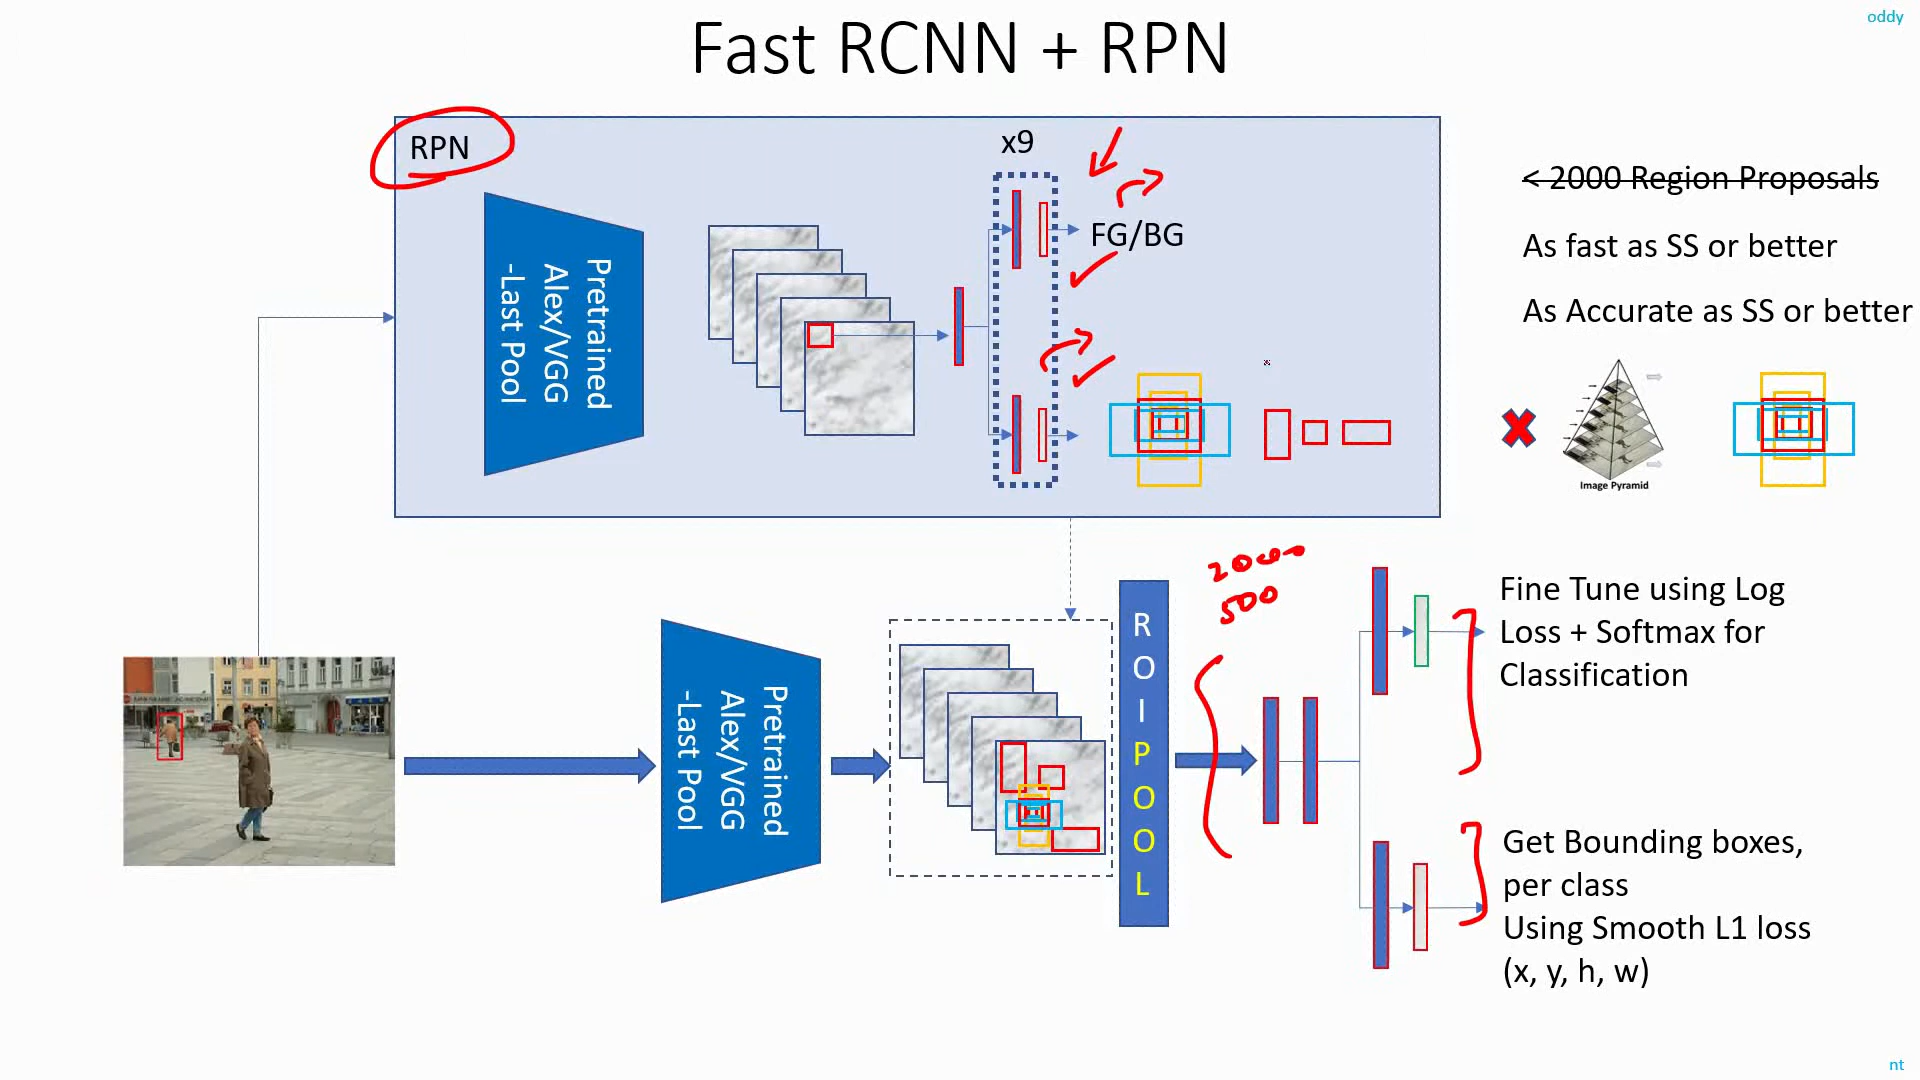 oddy
Fast RCNN + RPN
RPN
x9
Pretrained
Alex/VGG
-Last Pool
FG/BG
< 2000 Region Proposals
As fast as SS or better
As Accurate as SS or better
Image Pyramid
2000
500
Pretrained
Alex/VGG
-Last Pool
ROI POOL
Fine Tune using Log
Loss + Softmax for
Classification
Get Bounding boxes,
per class
Using Smooth L1 loss
(x, y, h, w)
nt